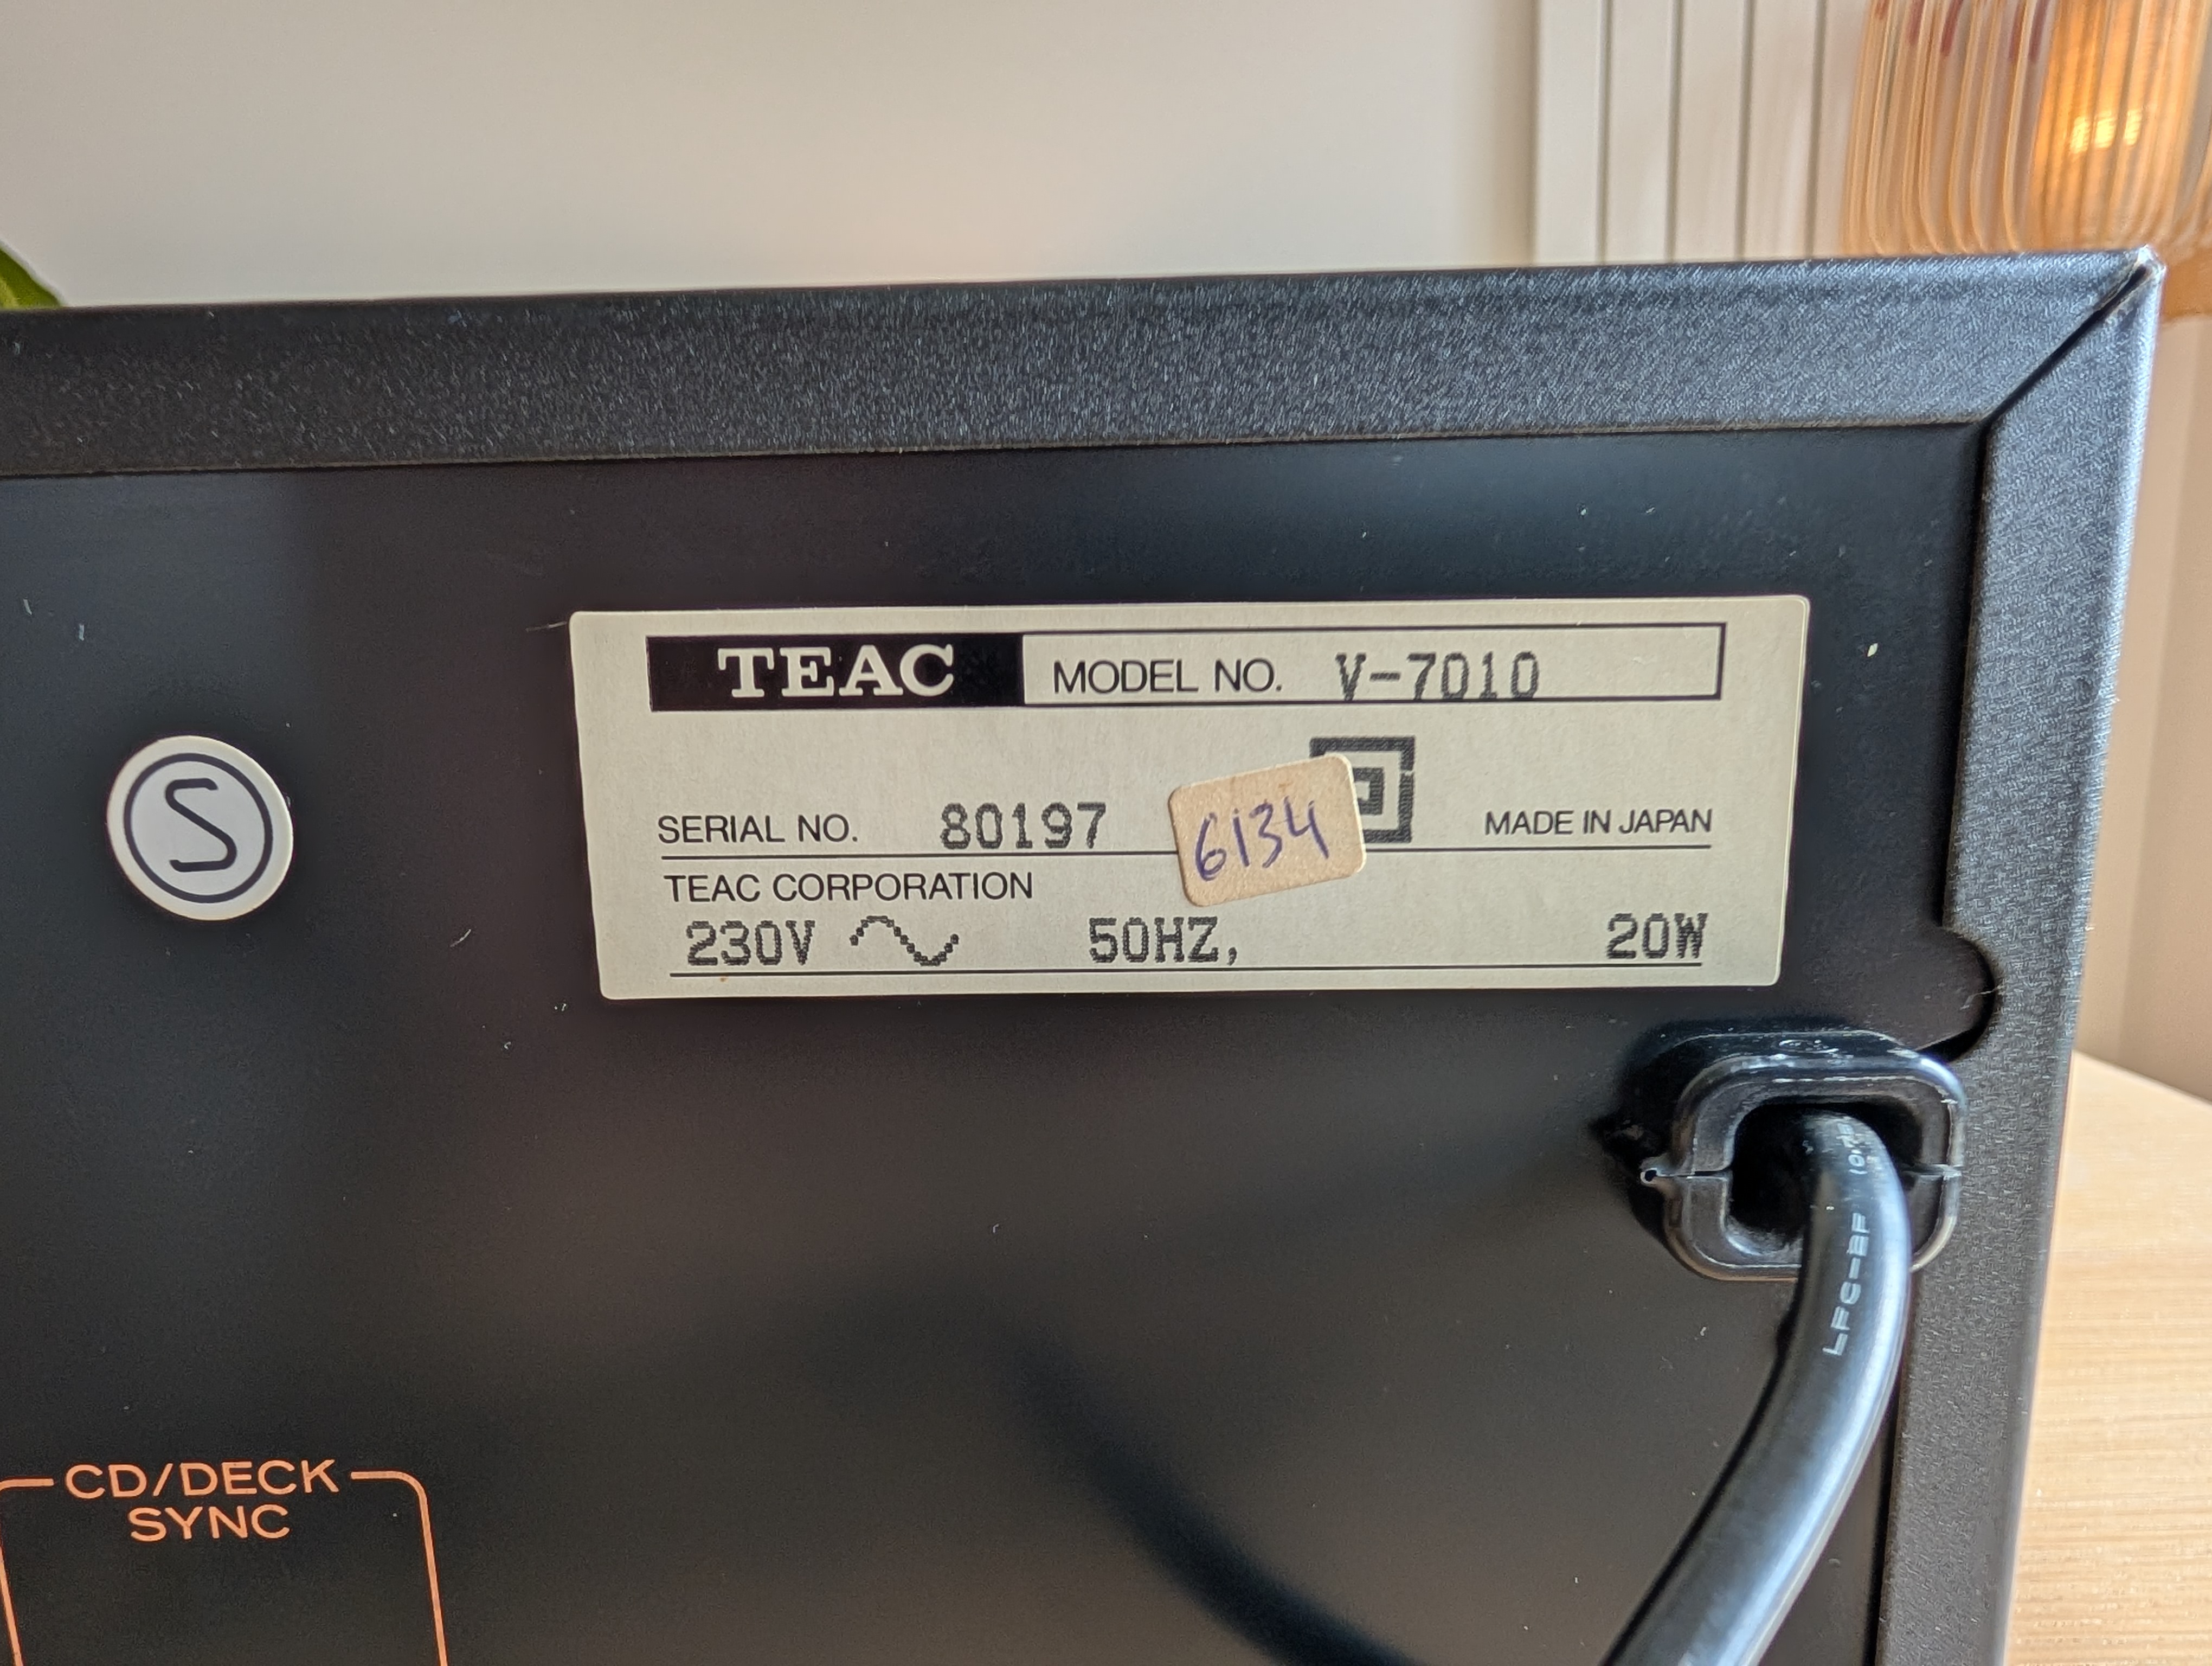 TEAC MODEL NO. V-7010
SERIAL NO. 80197 6134 MADE IN JAPAN
TEAC CORPORATION
230V 50HZ, 20W
S
LFC-BF
CD/DECK
SYNC